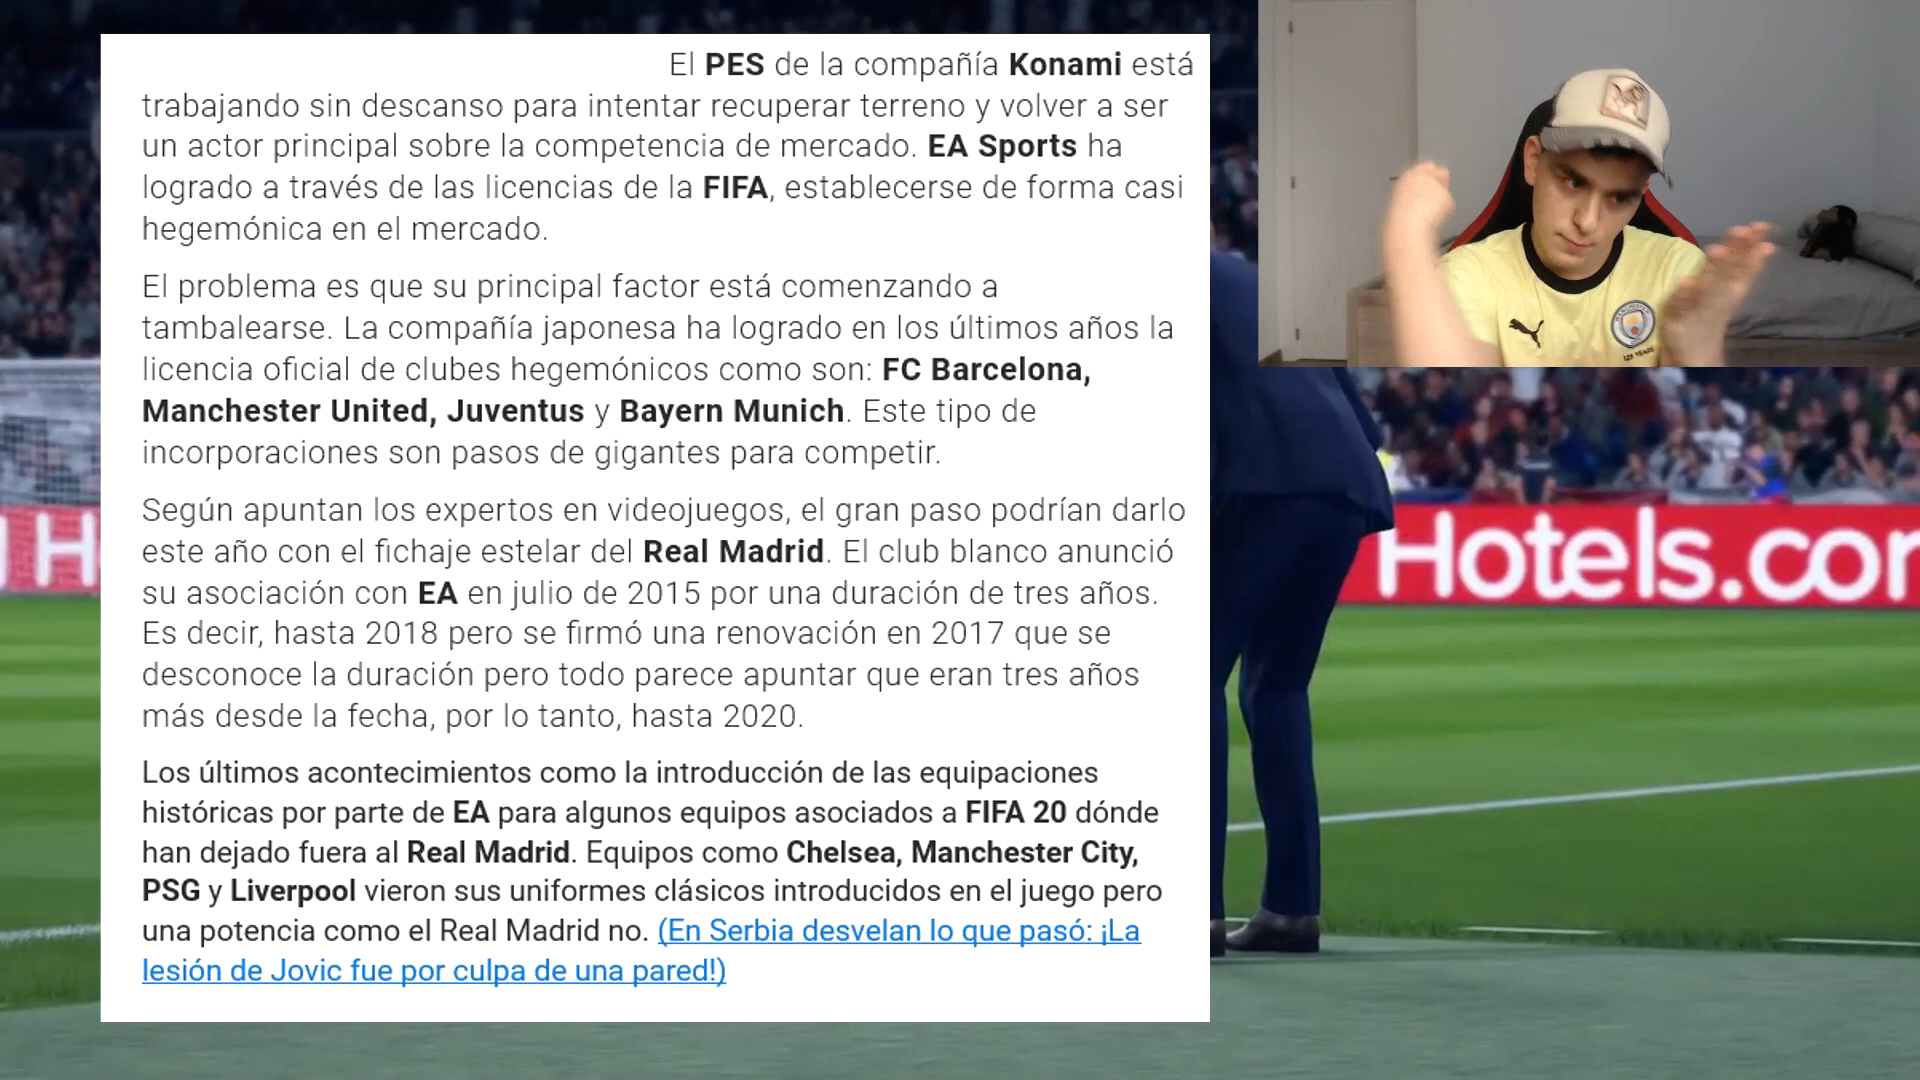 El PES de la compañía Konami está
trabajando sin descanso para intentar recuperar terreno y volver a ser
un actor principal sobre la competencia de mercado. EA Sports ha
logrado a través de las licencias de la FIFA, establecerse de forma casi
hegemónica en el mercado.
El problema es que su principal factor está comenzando a
tambalearse. La compañía japonesa ha logrado en los últimos años la
licencia oficial de clubes hegemónicos como son: FC Barcelona,
Manchester United, Juventus y Bayern Munich. Este tipo de
incorporaciones son pasos de gigantes para competir.
Según apuntan los expertos en videojuegos, el gran paso podrían darlo
este año con el fichaje estelar del Real Madrid. El club blanco anunció
su asociación con EA en julio de 2015 por una duración de tres años.
Es decir, hasta 2018 pero se firmó una renovación en 2017 que se
desconoce la duración pero todo parece apuntar que eran tres años
más desde la fecha, por lo tanto, hasta 2020.
Los últimos acontecimientos como la introducción de las equipaciones
históricas por parte de EA para algunos equipos asociados a FIFA 20 dónde
han dejado fuera al Real Madrid. Equipos como Chelsea, Manchester City,
PSG y Liverpool vieron sus uniformes clásicos introducidos en el juego pero
una potencia como el Real Madrid no. (En Serbia desvelan lo que pasó: ¡La
lesión de Jovic fue por culpa de una pared!)
H
Hotels.cor
125 YEARS